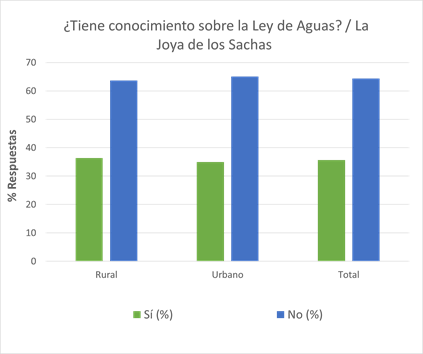 ¿Tiene conocimiento sobre la Ley de Aguas? / La
Joya de los Sachas
% Respuestas
70
60
50
40
30
20
10
0
Rural
Urbano
Total
Sí (%)
No (%)